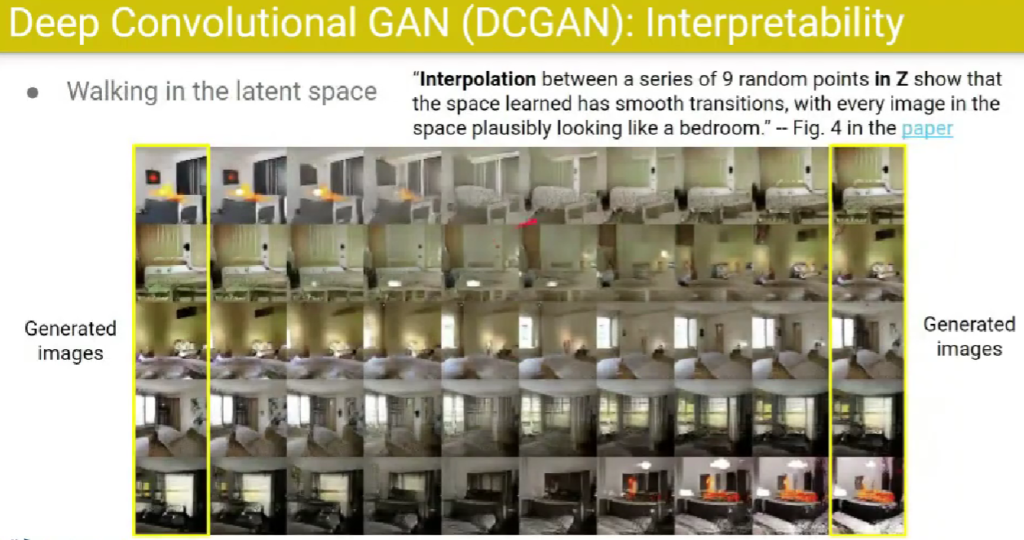 Deep Convolutional GAN (DCGAN): Interpretability
● Walking in the latent space
“Interpolation between a series of 9 random points in Z show that
the space learned has smooth transitions, with every image in the
space plausibly looking like a bedroom.” -- Fig. 4 in the paper
Generated
images
Generated
images